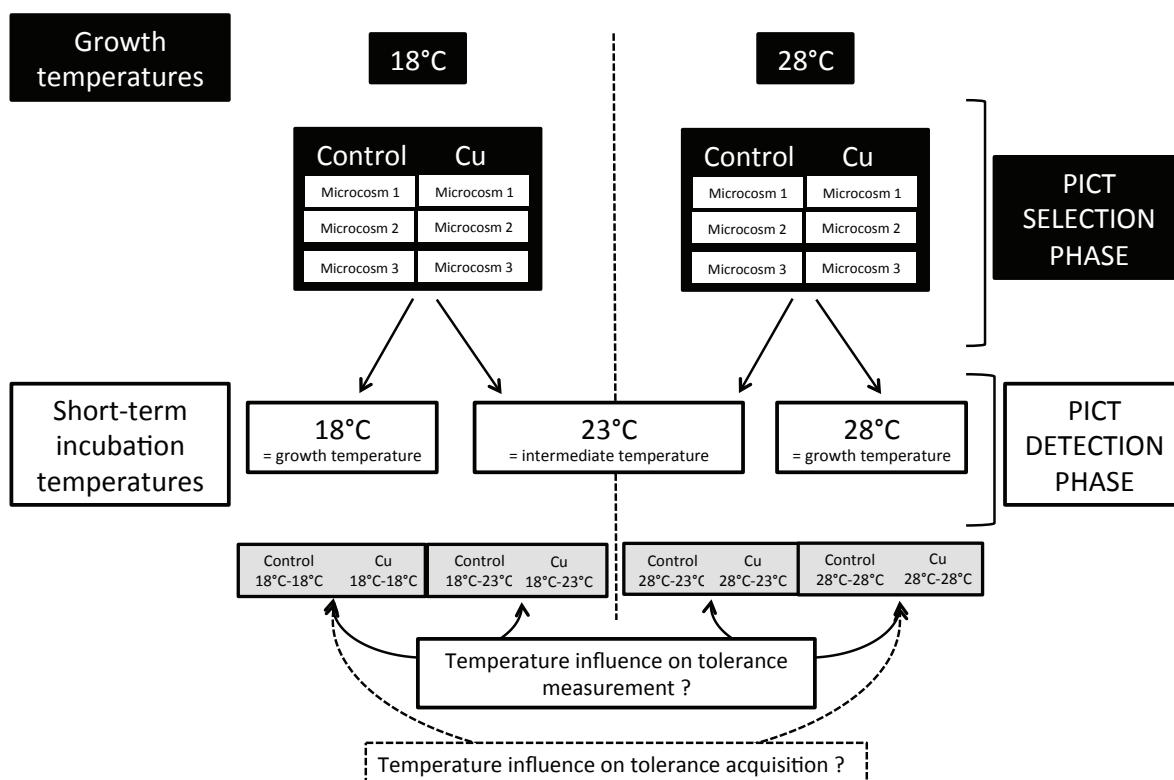 Growth
temperatures
18°C
28°C
Control Cu
Microcosm 1 Microcosm 1
Microcosm 2 Microcosm 2
Microcosm 3 Microcosm 3
Control Cu
Microcosm 1 Microcosm 1
Microcosm 2 Microcosm 2
Microcosm 3 Microcosm 3
PICT
SELECTION
PHASE
Short-term
incubation
temperatures
18°C
= growth temperature
23°C
= intermediate temperature
28°C
= growth temperature
PICT
DETECTION
PHASE
Control Cu
18°C-18°C 18°C-18°C
Control Cu
18°C-23°C 18°C-23°C
Control Cu
28°C-23°C 28°C-23°C
Control Cu
28°C-28°C 28°C-28°C
Temperature influence on tolerance
measurement ?
Temperature influence on tolerance acquisition ?